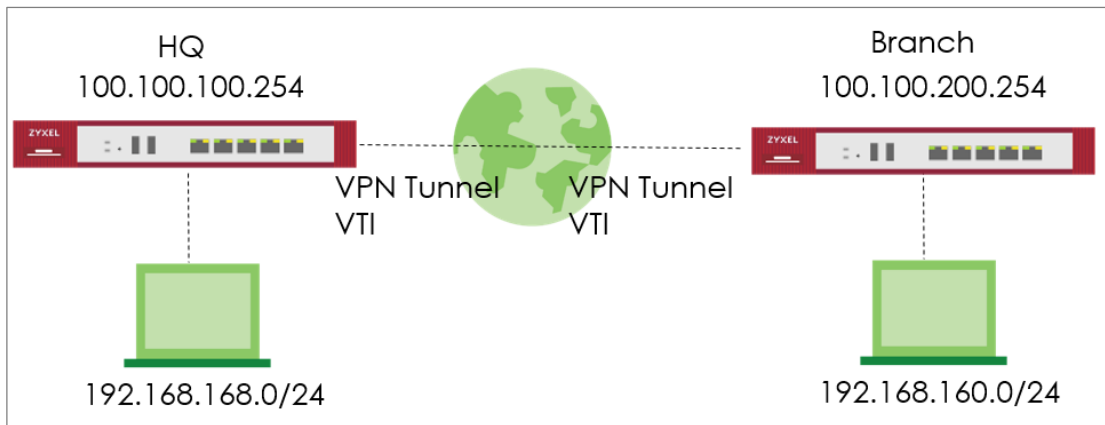 HQ
100.100.100.254
Branch
100.100.200.254
ZYXEL
ZYXEL
VPN Tunnel
VTI
VPN Tunnel
VTI
192.168.168.0/24
192.168.160.0/24